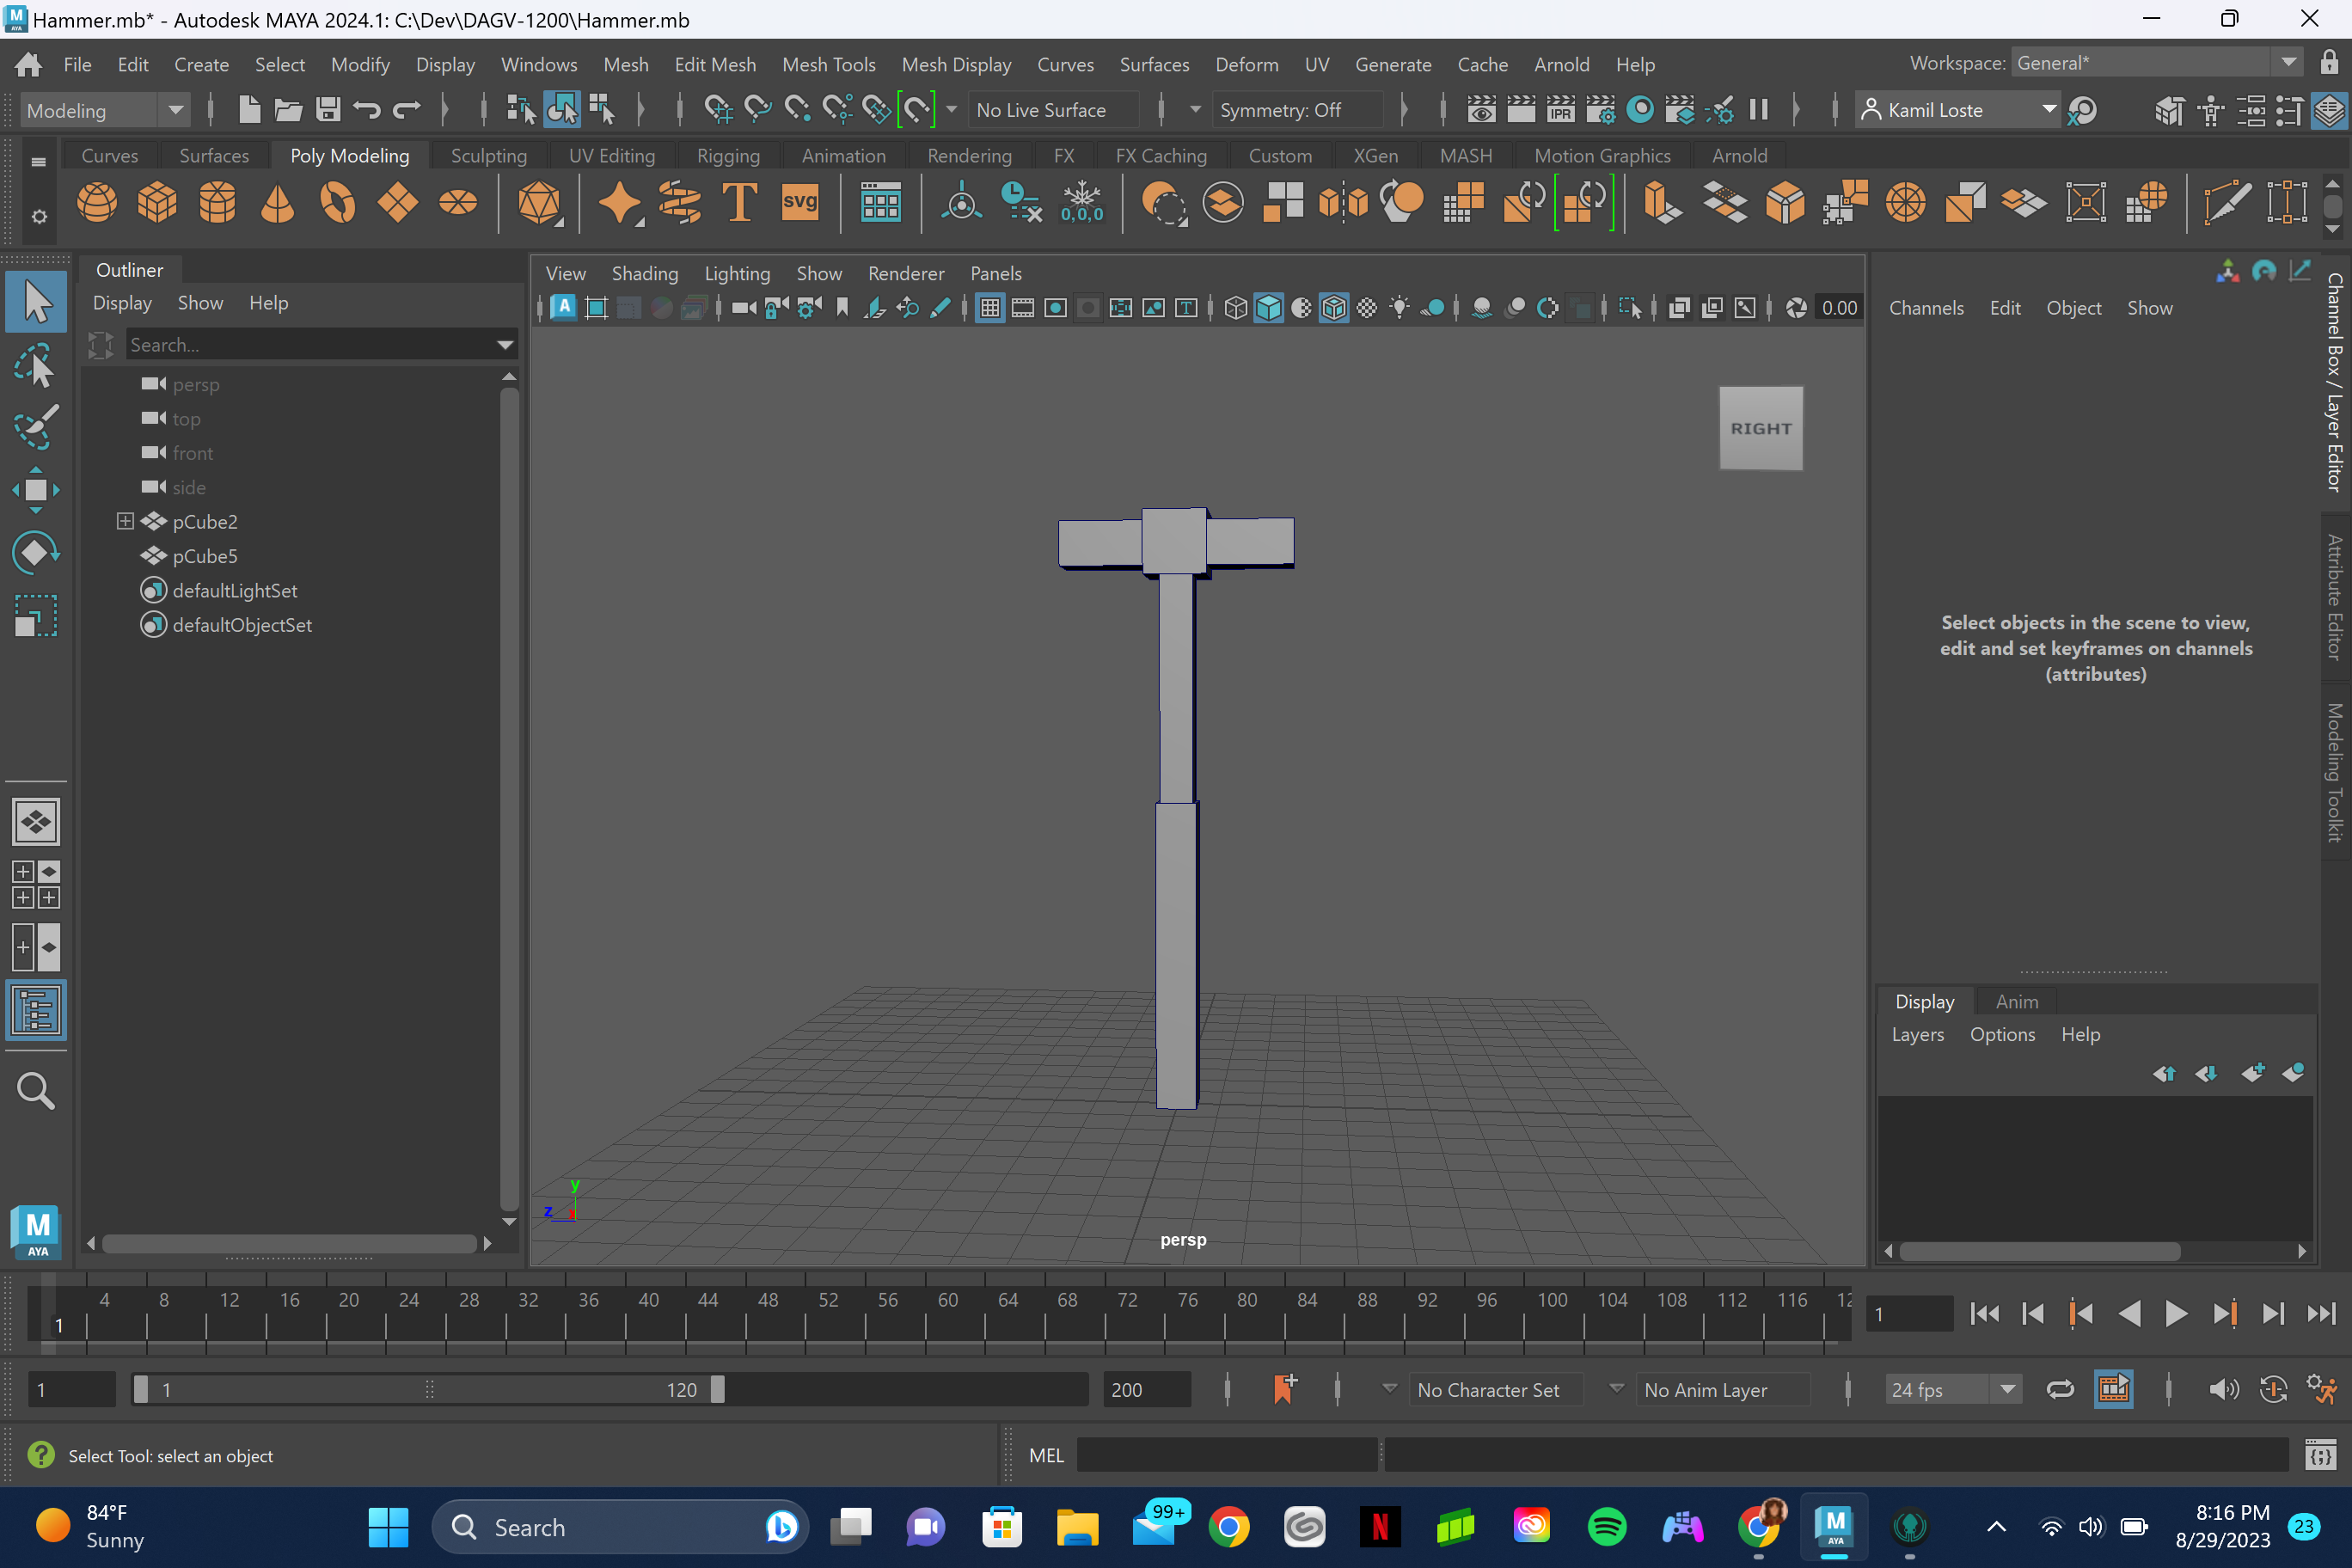 Hammer.mb* - Autodesk MAYA 2024.1: C:\Dev\DAGV-1200\Hammer.mb
File Edit Create Select Modify Display Windows Mesh Edit Mesh Mesh Tools Mesh Display Curves Surfaces Deform UV Generate Cache Arnold Help Workspace: General*
Modeling No Live Surface Symmetry: Off IPR Kamil Loste
Curves Surfaces Poly Modeling Sculpting UV Editing Rigging Animation Rendering FX FX Caching Custom XGen MASH Motion Graphics Arnold
T svg 0,0,0
Outliner
Display Show Help
Search...
persp
top
front
side
pCube2
pCube5
defaultLightSet
defaultObjectSet
View Shading Lighting Show Renderer Panels
0.00
RIGHT
y
z x
persp
Channels Edit Object Show
Select objects in the scene to view,
edit and set keyframes on channels
(attributes)
Channel Box / Layer Editor
Attribute Editor
Modeling Toolkit
Display Anim
Layers Options Help
M
AYA
4 8 12 16 20 24 28 32 36 40 44 48 52 56 60 64 68 72 76 80 84 88 92 96 100 104 108 112 116 12
1
1
1 1 120 200 No Character Set No Anim Layer 24 fps
Select Tool: select an object MEL
84°F
Sunny
Search
99+
N
M
AYA
8:16 PM
8/29/2023
23